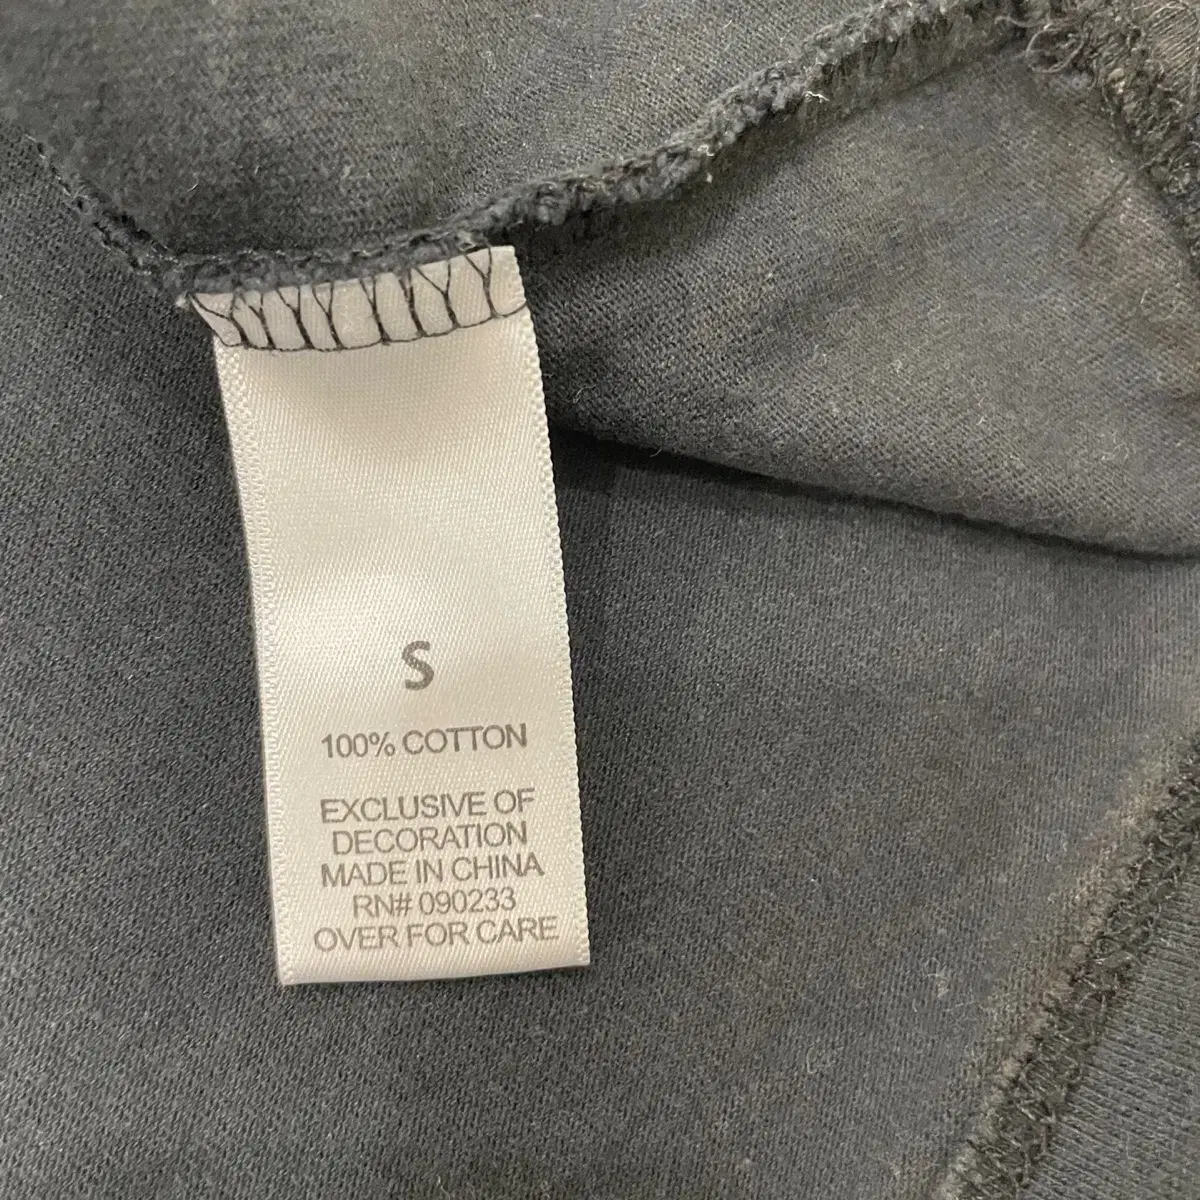 S
100% COTTON
EXCLUSIVE OF
DECORATION
MADE IN CHINA
RN# 090233
OVER FOR CARE